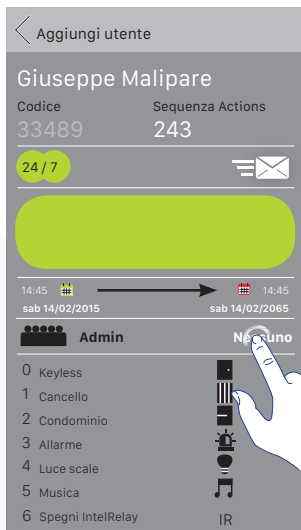 Aggiungi utente
Giuseppe Malipare
Codice Sequenza Actions
33489 243
24 / 7
14:45 14:45
sab 14/02/2015 sab 14/02/2065
Admin Nessuno
0 Keyless
1 Cancello
2 Condominio
3 Allarme
4 Luce scale
5 Musica
6 Spegni IntelRelay IR